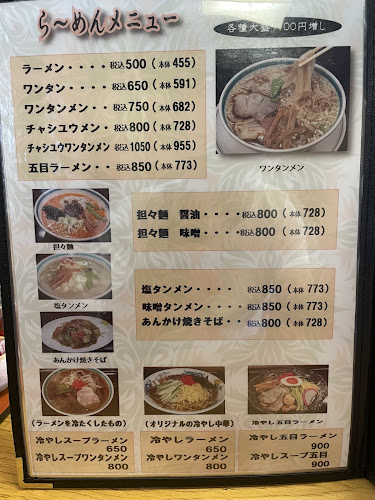 ら〜めんメニュー
各種大盛り100円増し
ラーメン・・・・税込500（本体455）
ワンタン・・・・税込650（本体591）
ワンタンメン・・税込750（本体682）
チャシュウメン・税込800（本体728）
チャシュウワンタンメン 税込1050（本体955）
五目ラーメン・・税込850（本体773）
ワンタンメン
担々麺 醤油・・・・税込800（本体728）
担々麺 味噌・・・・税込800（本体728）
担々麺
塩タンメン・・・・税込850（本体773）
味噌タンメン・・・税込850（本体773）
あんかけ焼きそば・・税込800（本体728）
塩タンメン
あんかけ焼きそば
（ラーメンを冷たくしたもの）
冷やしスープラーメン
650
冷やしスープワンタンメン
800
（オリジナルの冷やし中華）
冷やしラーメン
650
冷やしワンタンメン
800
冷やし五目ラーメン
冷やし五目ラーメン
900
冷やしスープ五目
900